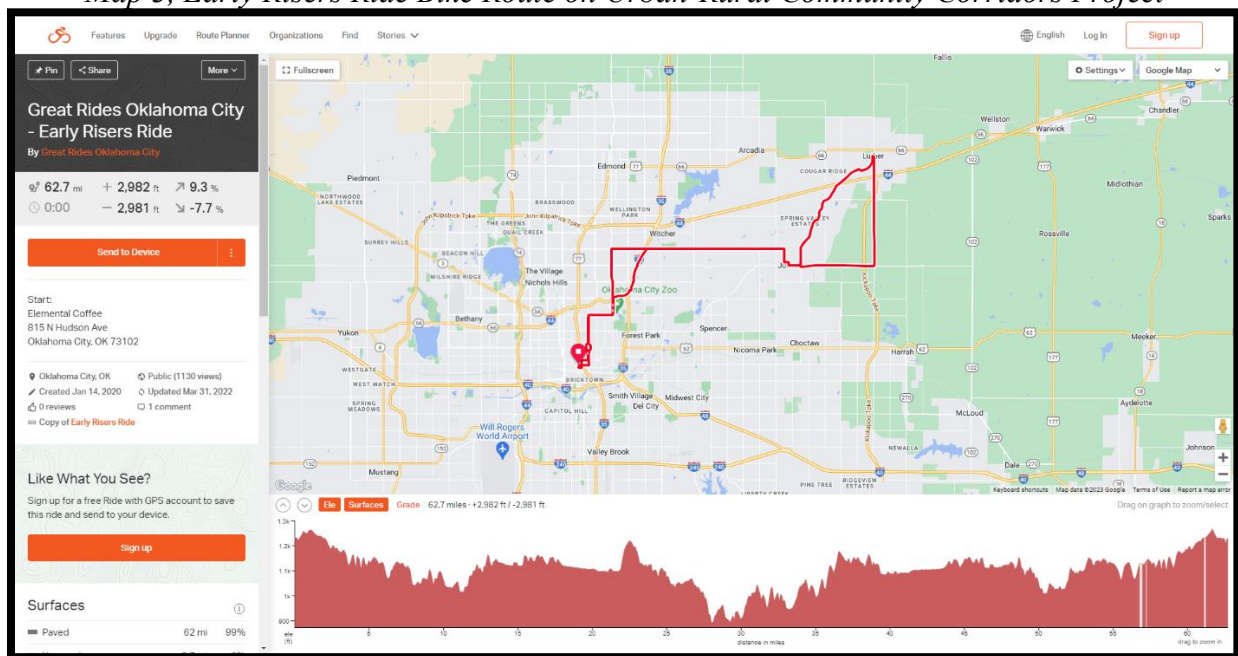 Map 3, Early Risers Ride Bike Route on Urban-Rural Community Corridors Project
Features Upgrade Route Planner Organizations Find Stories English Log In Sign up
Pin Share More
Great Rides Oklahoma City
- Early Risers Ride
By Great Rides Oklahoma City
62.7 mi + 2,982 ft 9.3 %
0:00 - 2,981 ft -7.7 %
Send to Device
Start:
Elemental Coffee
815 N Hudson Ave
Oklahoma City, OK 73102
Oklahoma City, OK Public (1130 views)
Created Jan 14, 2020 Updated Mar 31, 2022
0 reviews 1 comment
Copy of Early Risers Ride
Like What You See?
Sign up for a free Ride with GPS account to save
this ride and send to your device.
Sign up
Surfaces
Paved 62 mi 99%
Fullscreen
Settings Google Map
Fallis
Chandler
Wellston
Warwick
Arcadia
Luther
Edmond
COUGAR RIDGE
Piedmont
Midlothian
NORTHWOOD
LAKE ESTATES
BRASSWOOD
WELLINGTON
PARK
John Kilpatrick Tpke
John Kilpatrick Tpke
THE GREENS
QUAIL CREEK
SPRING VALLEY
ESTATES
Sparks
Witcher
Rossville
SURREY HILLS
BEACON HILL
The Village
WILSHIRE RIDGE
Nichols Hills
Oklahoma City Zoo
Kickapoo Tpke
Bethany
Yukon
Forest Park
Spencer
Nicoma Park
Choctaw
Harrah
Meeker
WESTGATE
WEST WATCH
BRICKTOWN
SPRING
MEADOWS
CAPITOL HILL
Smith Village
Del City
Midwest City
Aydelotte
McLoud
Kickapoo Tpke
Will Rogers
World Airport
Valley Brook
NEWALLA
Johnson
Dale
Mustang
PINE TREE
RIDGEVIEW
ESTATES
LIBERTY CREEK
Google
Keyboard shortcuts Map data ©2023 Google Terms of Use Report a map error
Ele Surfaces Grade 62.7 miles · +2,982 ft / -2,981 ft Drag on graph to zoom/select
1.3k
1.2k
1.1k
1k
900
ele
(ft)
5 10 15 20 25 30 35 40 45 50 55 60
distance in miles
drag to zoom in